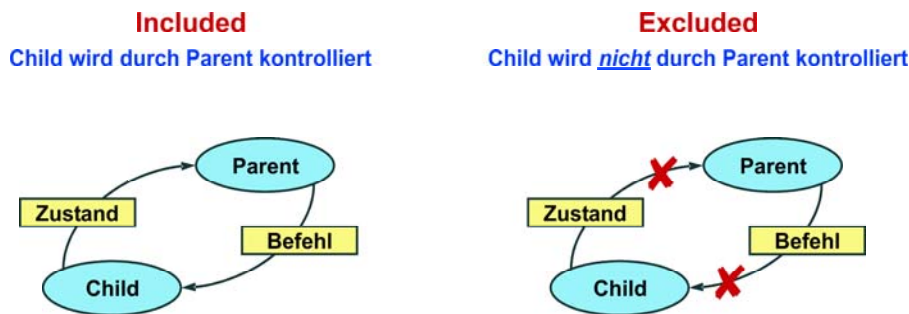 Included
Child wird durch Parent kontrolliert
Parent
Zustand
Befehl
Child
Excluded
Child wird nicht durch Parent kontrolliert
Parent
Zustand
Befehl
Child